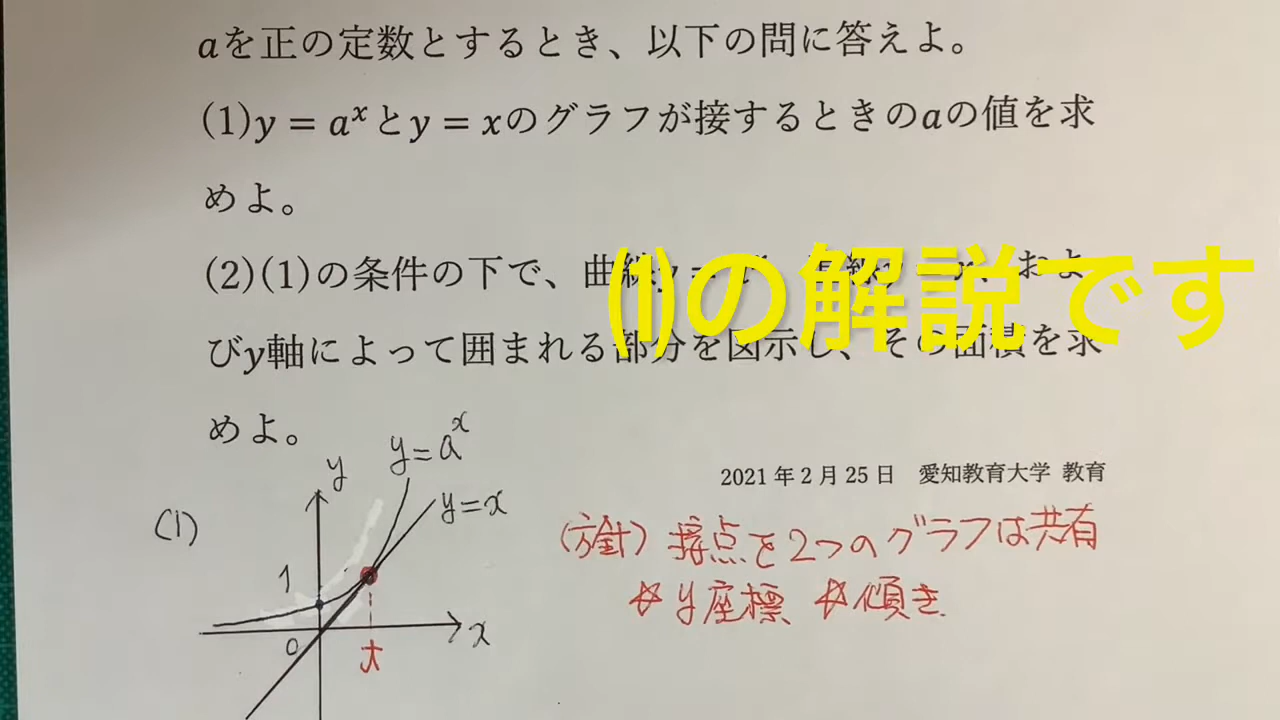 aを正の定数とするとき、以下の問に答えよ。
(1)y = aˣとy = xのグラフが接するときのaの値を求
めよ。
(2)(1)の条件の下で、曲線
(1)の解説です
びy軸によって囲まれる部分を図示し、その面積を求
めよ。
2021年2月25日 愛知教育大学 教育
(1)
y
y=aˣ
y=x
1
0
x
t
(方針) 接点を2つのグラフは共有
☆y座標 ☆傾き